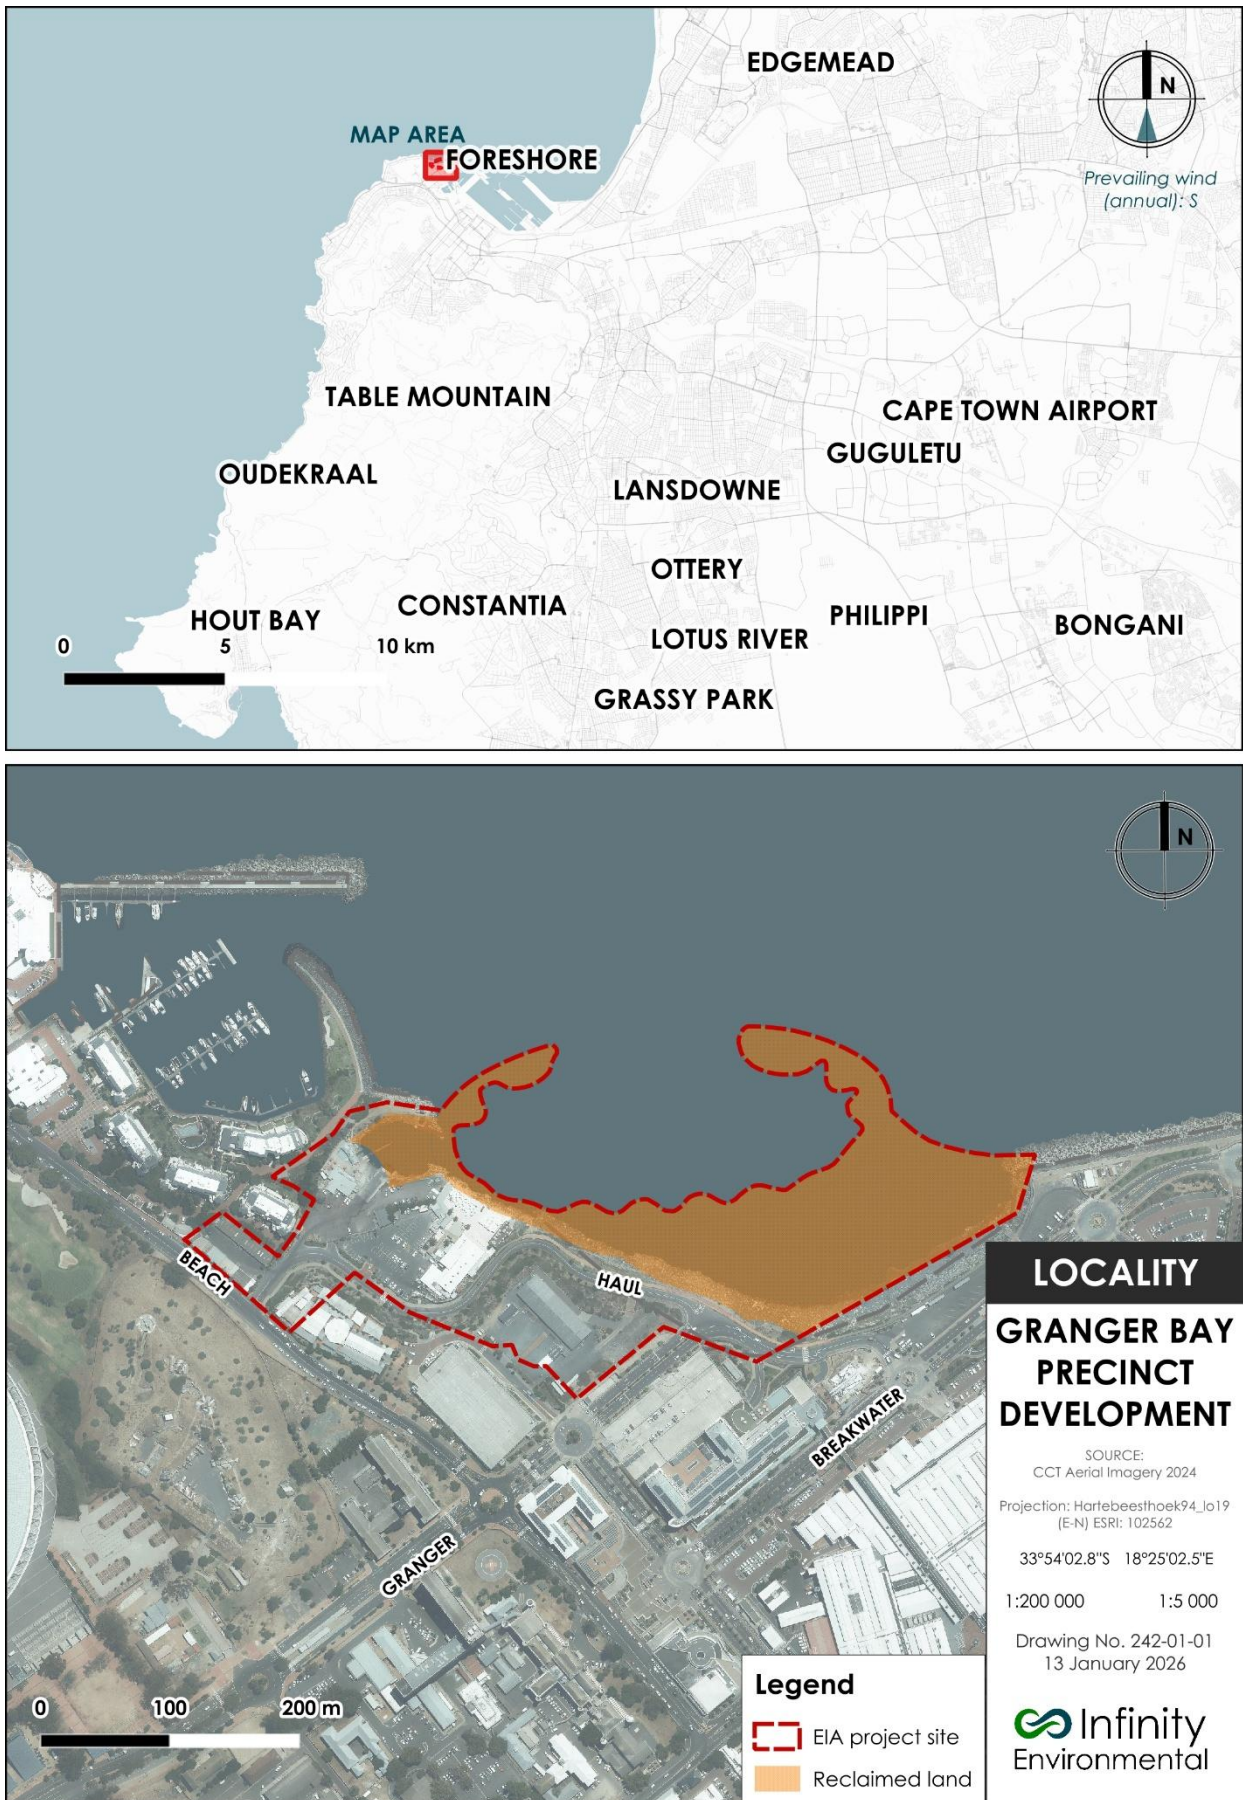 EDGEMEAD
N
MAP AREA
FORESHORE
Prevailing wind
(annual): S
TABLE MOUNTAIN
CAPE TOWN AIRPORT
GUGULETU
OUDEKRAAL
LANSDOWNE
OTTERY
CONSTANTIA
HOUT BAY
PHILIPPI
BONGANI
LOTUS RIVER
0 5 10 km
GRASSY PARK
N
BEACH
HAUL
BREAKWATER
GRANGER
0 100 200 m
Legend
EIA project site
Reclaimed land
LOCALITY
GRANGER BAY
PRECINCT
DEVELOPMENT
SOURCE:
CCT Aerial Imagery 2024
Projection: Hartebeesthoek94_lo19
(E-N) ESRI: 102562
33°54'02.8"S 18°25'02.5"E
1:200 000 1:5 000
Drawing No. 242-01-01
13 January 2026
Infinity
Environmental